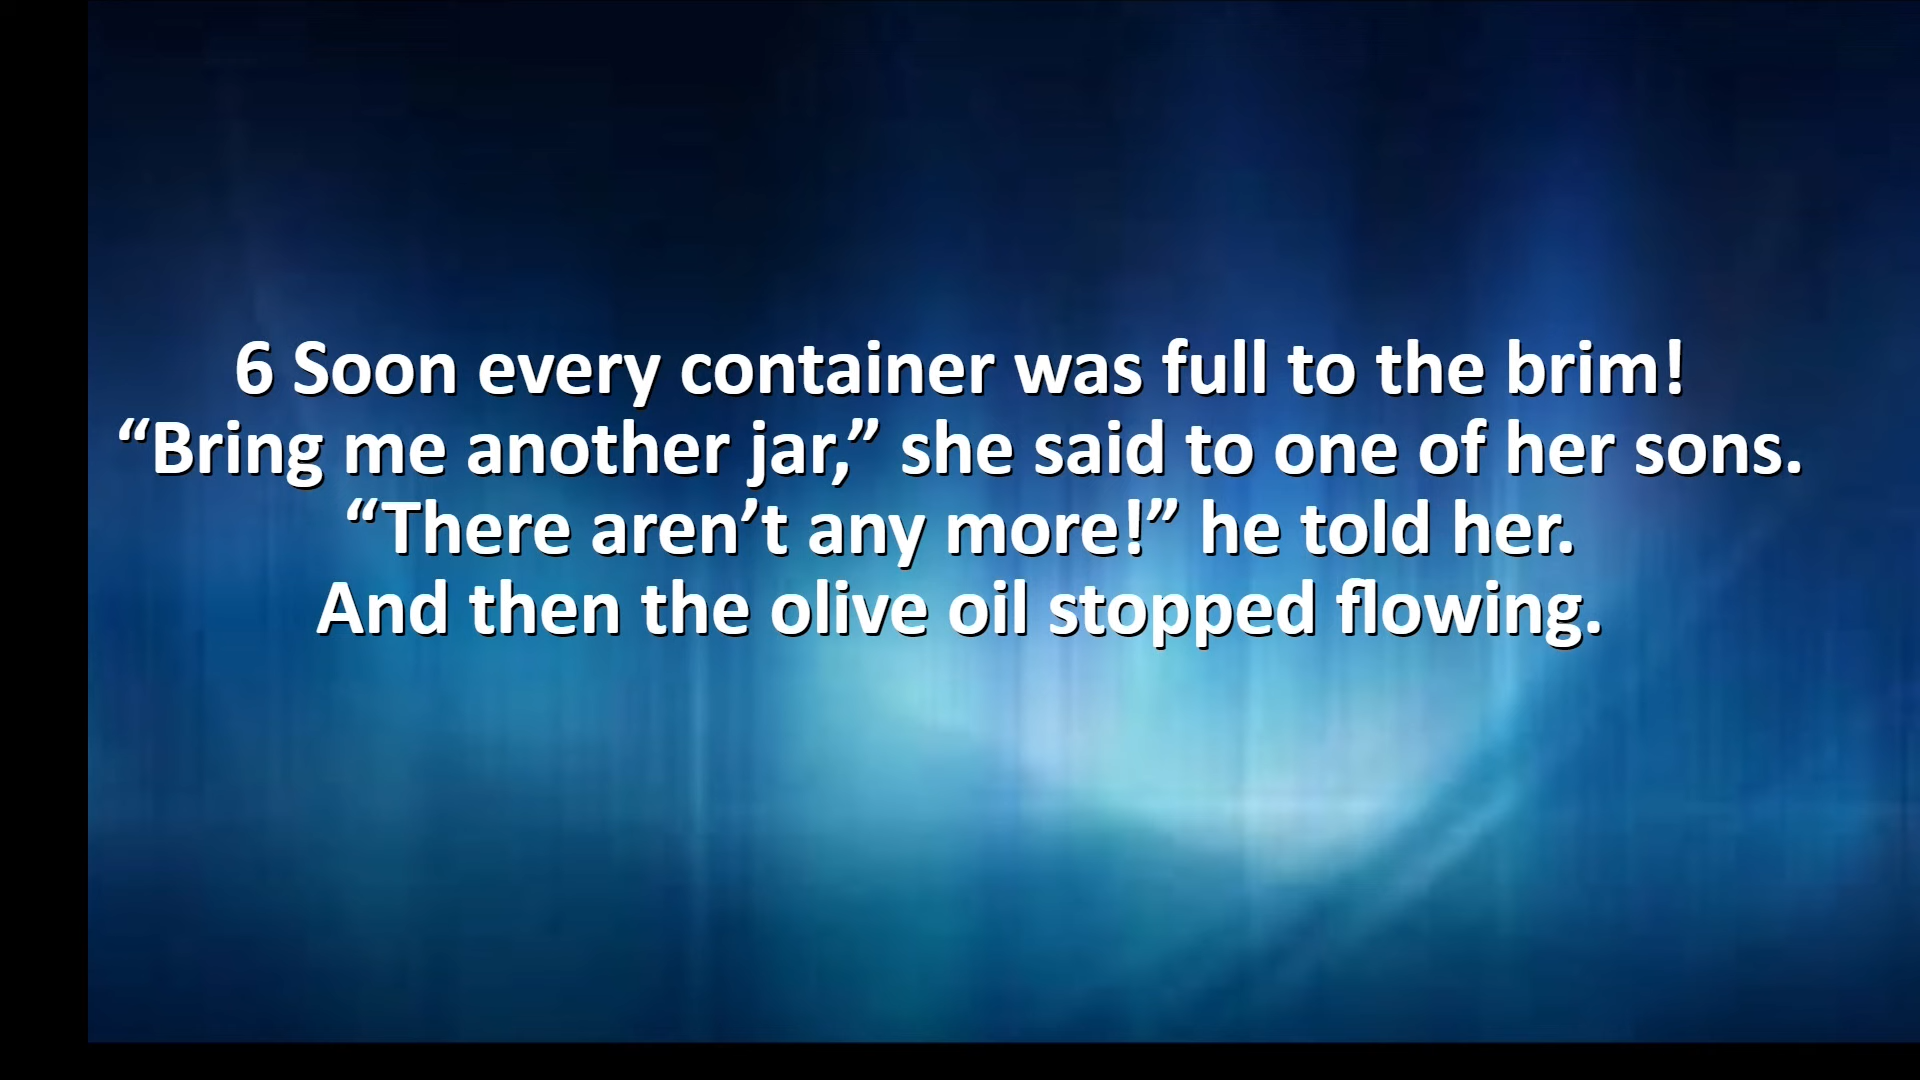 6 Soon every container was full to the brim!
“Bring me another jar,” she said to one of her sons.
“There aren’t any more!” he told her.
And then the olive oil stopped flowing.